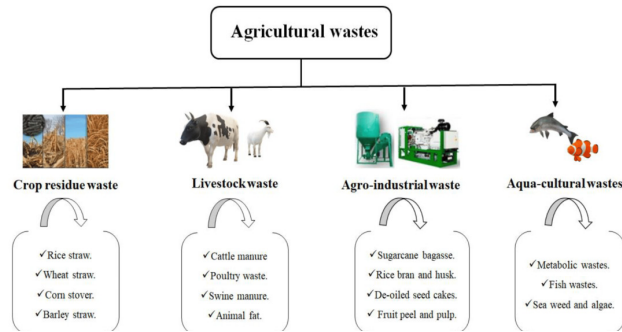 Agricultural wastes
Crop residue waste
Livestock waste
Agro-industrial waste
Aqua-cultural wastes
✓Rice straw.
✓Wheat straw.
✓Corn stover.
✓Barley straw.
✓Cattle manure
✓Poultry waste.
✓Swine manure.
✓Animal fat.
✓Sugarcane bagasse.
✓Rice bran and husk.
✓De-oiled seed cakes.
✓Fruit peel and pulp.
✓Metabolic wastes.
✓Fish wastes.
✓Sea weed and algae.